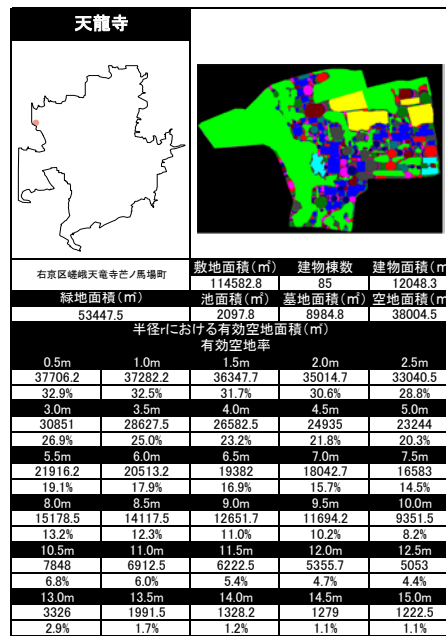 天龍寺
右京区嵯峨天竜寺芒ノ馬場町
敷地面積(㎡) 建物棟数 建物面積(㎡)
114582.8 85 12048.3
緑地面積(㎡) 池面積(㎡) 墓地面積(㎡) 空地面積(㎡)
53447.5 2097.8 8984.8 38004.5
半径rにおける有効空地面積(㎡)
有効空地率
0.5m 1.0m 1.5m 2.0m 2.5m
37706.2 37282.2 36347.7 35014.7 33040.5
32.9% 32.5% 31.7% 30.6% 28.8%
3.0m 3.5m 4.0m 4.5m 5.0m
30851 28627.5 26582.5 24935 23244
26.9% 25.0% 23.2% 21.8% 20.3%
5.5m 6.0m 6.5m 7.0m 7.5m
21916.2 20513.2 19382 18042.7 16583
19.1% 17.9% 16.9% 15.7% 14.5%
8.0m 8.5m 9.0m 9.5m 10.0m
15178.5 14117.5 12651.7 11694.2 9351.5
13.2% 12.3% 11.0% 10.2% 8.2%
10.5m 11.0m 11.5m 12.0m 12.5m
7848 6912.5 6222.5 5355.7 5053
6.8% 6.0% 5.4% 4.7% 4.4%
13.0m 13.5m 14.0m 14.5m 15.0m
3326 1991.5 1328.2 1279 1222.5
2.9% 1.7% 1.2% 1.1% 1.1%